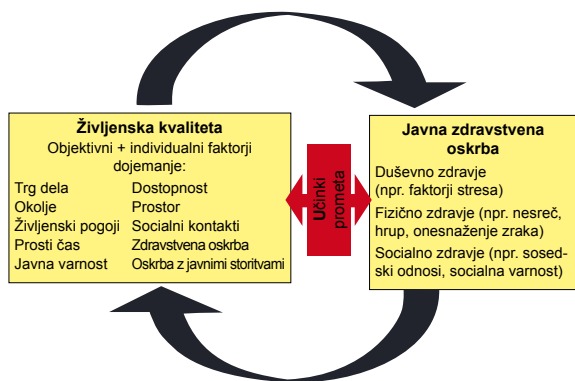 Življenska kvaliteta
Objektivni + individualni faktorji
dojemanje:
Trg dela Dostopnost
Okolje Prostor
Življenski pogoji Socialni kontakti
Prosti čas Zdravstvena oskrba
Javna varnost Oskrba z javnimi storitvami
Učinki
prometa
Javna zdravstvena
oskrba
Duševno zdravje
(npr. faktorji stresa)
Fizično zdravje (npr. nesreč,
hrup, onesnaženje zraka)
Socialno zdravje (npr. sosed-
ski odnosi, socialna varnost)